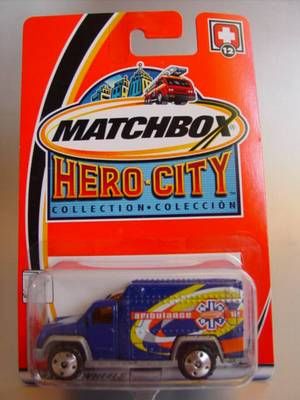 12
MATCHBOX
HERO·CITY
COLLECTION • COLECCIÓN
ambulance